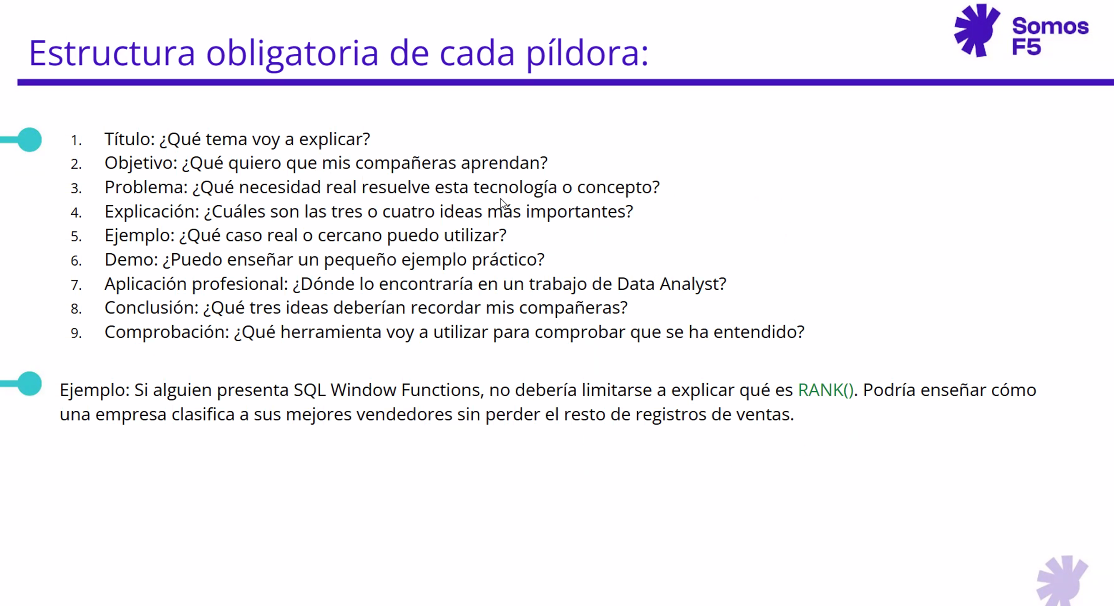 Somos
F5
Estructura obligatoria de cada píldora:
1. Título: ¿Qué tema voy a explicar?
2. Objetivo: ¿Qué quiero que mis compañeras aprendan?
3. Problema: ¿Qué necesidad real resuelve esta tecnología o concepto?
4. Explicación: ¿Cuáles son las tres o cuatro ideas más importantes?
5. Ejemplo: ¿Qué caso real o cercano puedo utilizar?
6. Demo: ¿Puedo enseñar un pequeño ejemplo práctico?
7. Aplicación profesional: ¿Dónde lo encontraría en un trabajo de Data Analyst?
8. Conclusión: ¿Qué tres ideas deberían recordar mis compañeras?
9. Comprobación: ¿Qué herramienta voy a utilizar para comprobar que se ha entendido?
Ejemplo: Si alguien presenta SQL Window Functions, no debería limitarse a explicar qué es RANK(). Podría enseñar cómo
una empresa clasifica a sus mejores vendedores sin perder el resto de registros de ventas.